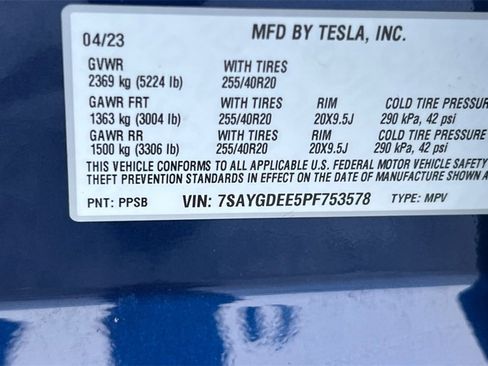 04/23 MFD BY TESLA, INC.
GVWR WITH TIRES
2369 kg (5224 lb) 255/40R20
GAWR FRT WITH TIRES RIM COLD TIRE PRESSURE
1363 kg (3004 lb) 255/40R20 20X9.5J 290 kPa, 42 psi
GAWR RR WITH TIRES RIM COLD TIRE PRESSURE
1500 kg (3306 lb) 255/40R20 20X9.5J 290 kPa, 42 psi
THIS VEHICLE CONFORMS TO ALL APPLICABLE U.S. FEDERAL MOTOR VEHICLE SAFETY
THEFT PREVENTION STANDARDS IN EFFECT ON THE DATE OF MANUFACTURE SHOWN A
PNT: PPSB VIN: 7SAYGDEE5PF753578 TYPE: MPV